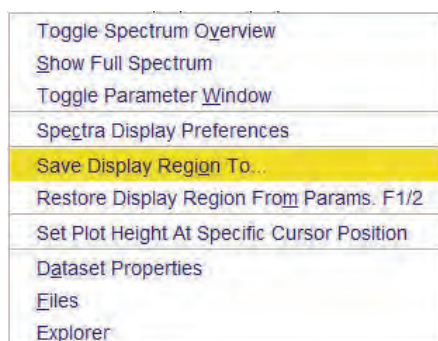 Toggle Spectrum Overview
Show Full Spectrum
Toggle Parameter Window
Spectra Display Preferences
Save Display Region To...
Restore Display Region From Params. F1/2
Set Plot Height At Specific Cursor Position
Dataset Properties
Files
Explorer